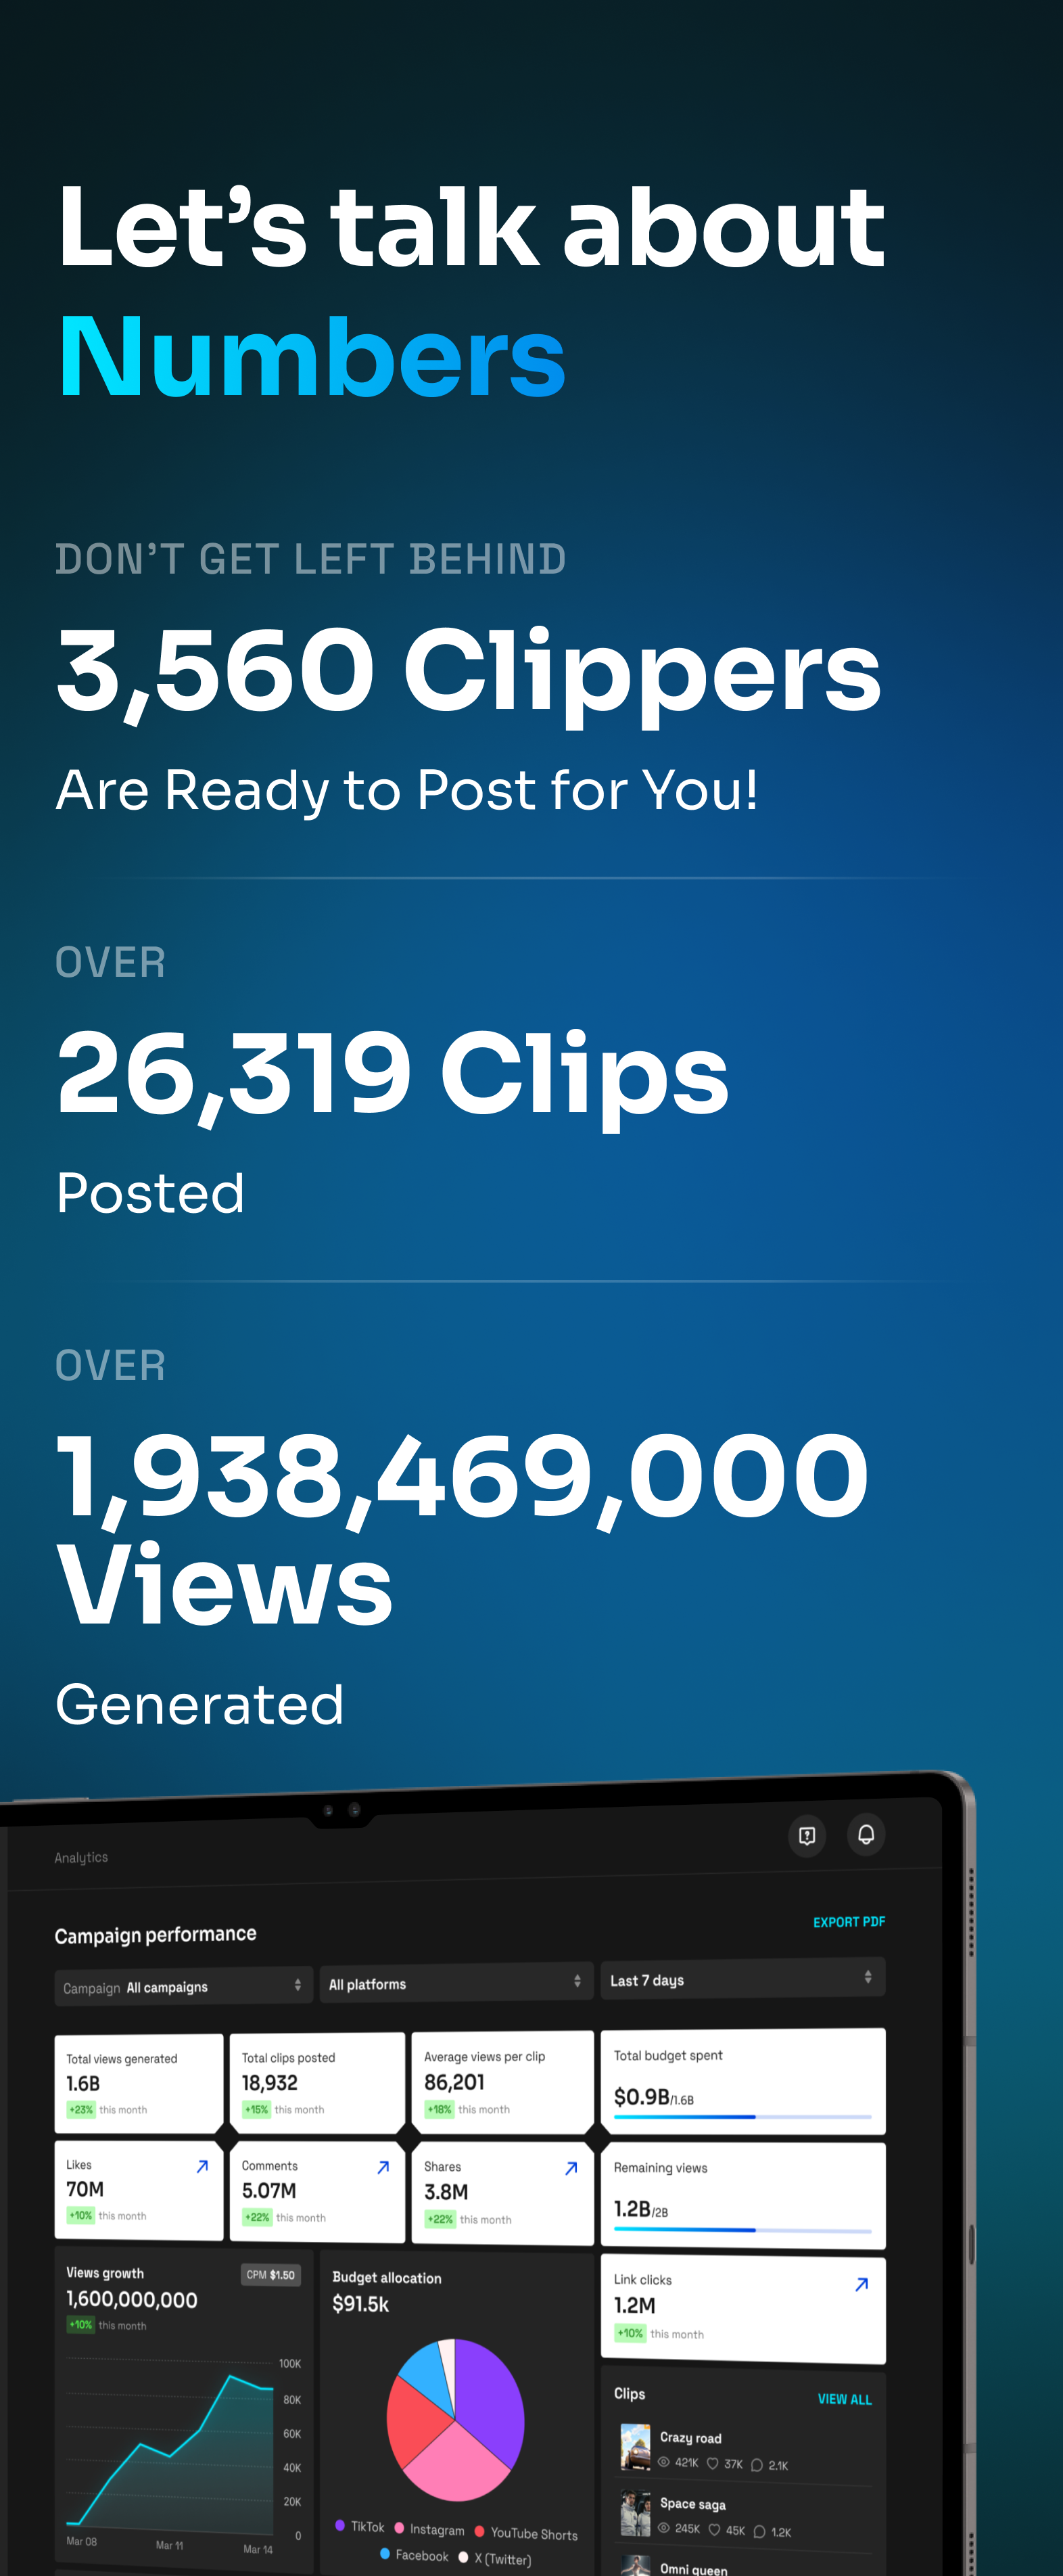 Let’s talk about
Numbers
DON’T GET LEFT BEHIND
3,560 Clippers
Are Ready to Post for You!
OVER
26,319 Clips
Posted
OVER
1,938,469,000
Views
Generated
Analytics
Campaign performance
EXPORT PDF
Campaign All campaigns
All platforms
Last 7 days
Total views generated
1.6B
+23% this month
Total clips posted
18,932
+15% this month
Average views per clip
86,201
+18% this month
Total budget spent
$0.9B/1.6B
Likes
70M
+10% this month
Comments
5.07M
+22% this month
Shares
3.8M
+22% this month
Remaining views
1.2B/2B
Views growth
CPM $1.50
1,600,000,000
+10% this month
100K
80K
60K
40K
20K
0
Mar 08
Mar 11
Mar 14
Budget allocation
$91.5k
TikTok
Instagram
YouTube Shorts
Facebook
X (Twitter)
Link clicks
1.2M
+10% this month
Clips
VIEW ALL
Crazy road
421K 37K 2.1K
Space saga
245K 45K 1.2K
Omni queen